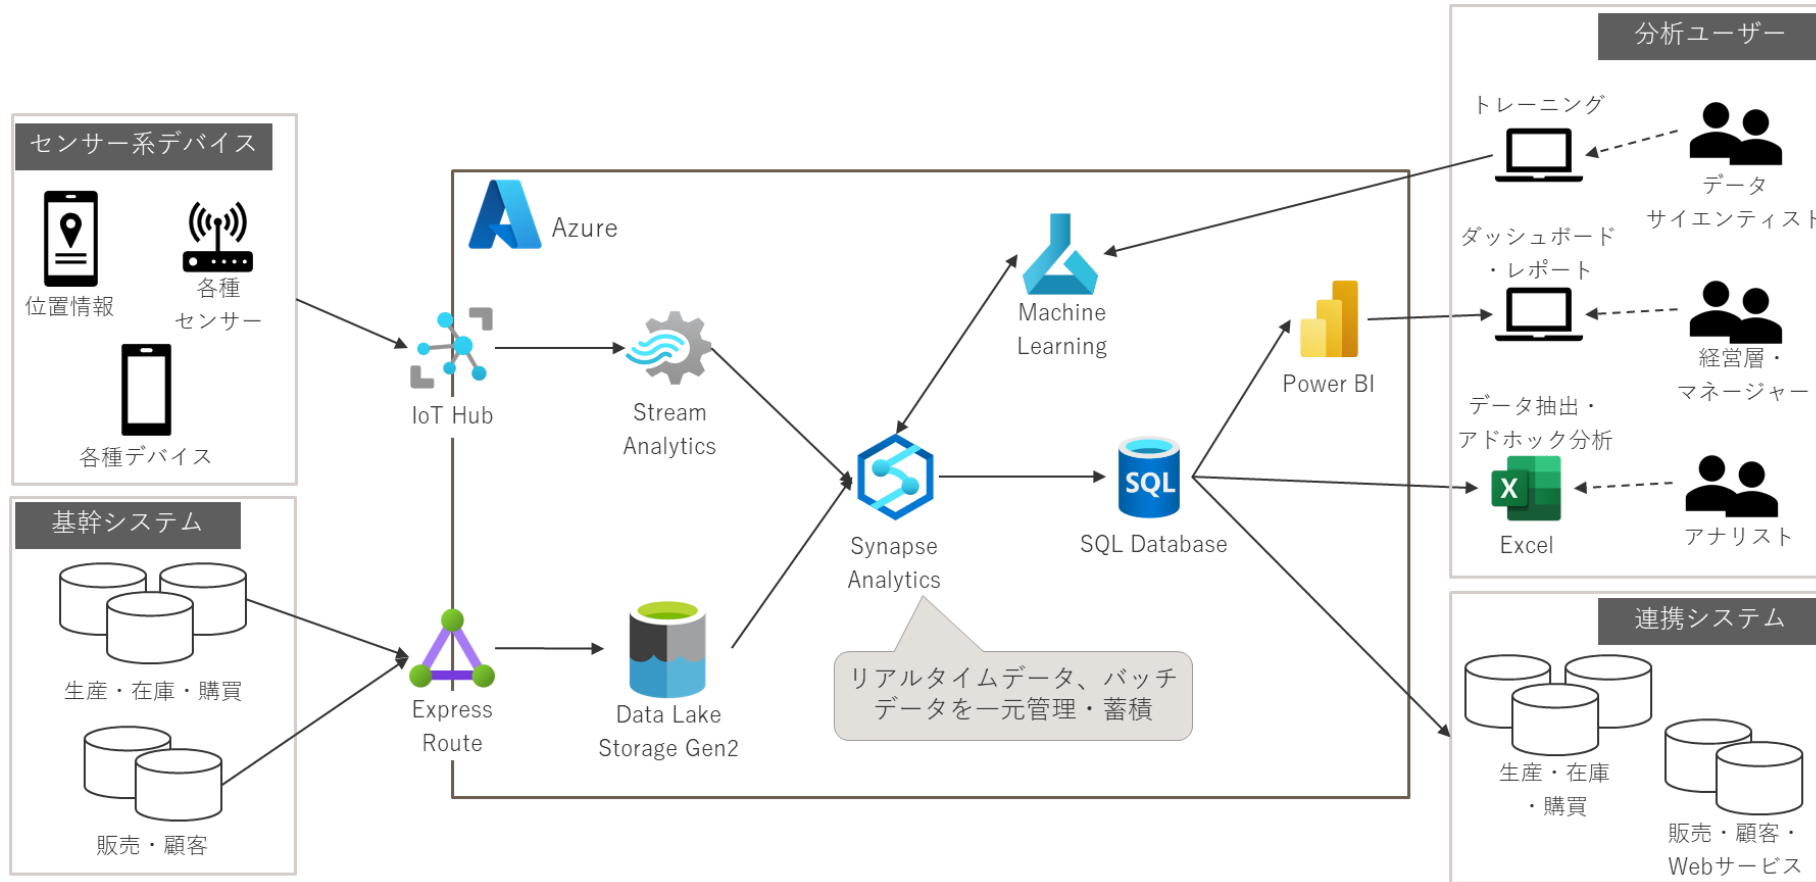 センサー系デバイス
位置情報
各種
センサー
各種デバイス
基幹システム
生産・在庫・購買
販売・顧客
Azure
IoT Hub
Stream
Analytics
Express
Route
Data Lake
Storage Gen2
Machine
Learning
Synapse
Analytics
リアルタイムデータ、バッチ
データを一元管理・蓄積
SQL
SQL Database
Power BI
分析ユーザー
トレーニング
データ
サイエンティスト
ダッシュボード
・レポート
経営層・
マネージャー
データ抽出・
アドホック分析
X
Excel
アナリスト
連携システム
生産・在庫
・購買
販売・顧客・
Webサービス